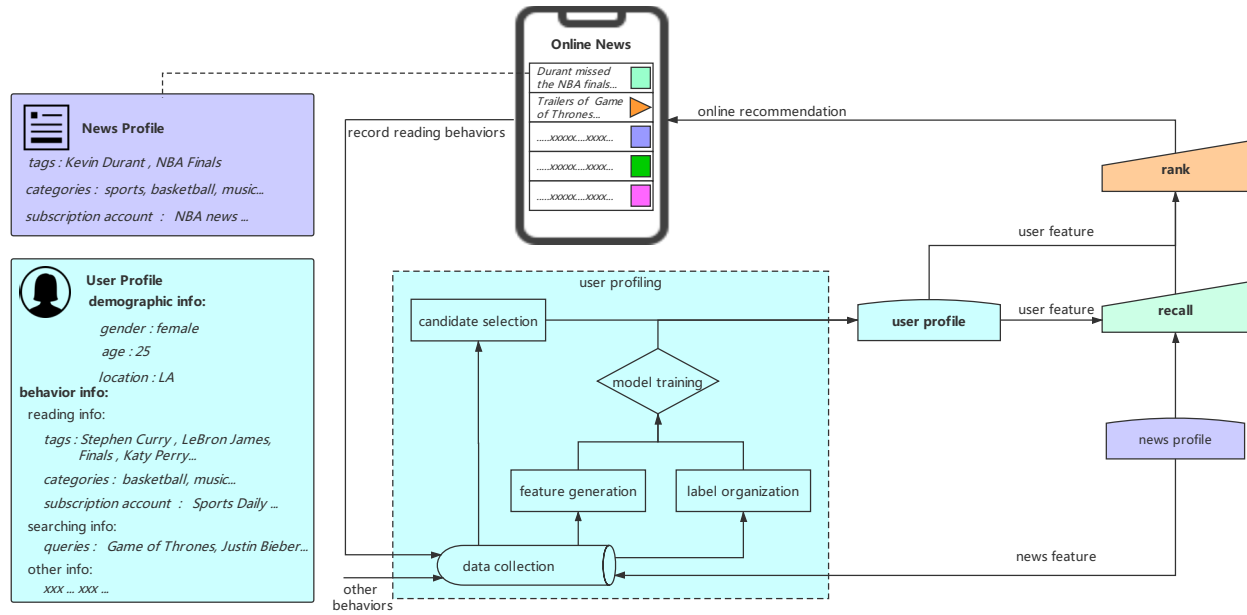 Online News
Durant missed
the NBA finals...
Trailers of Game
of Thrones...
.....xxxxx....xxxx...
.....xxxxx....xxxx...
.....xxxxx....xxxx...
record reading behaviors
online recommendation
News Profile
tags : Kevin Durant , NBA Finals
categories : sports, basketball, music...
subscription account : NBA news ...
rank
user feature
User Profile
demographic info:
gender : female
age : 25
location : LA
behavior info:
reading info:
tags : Stephen Curry , LeBron James,
Finals , Katy Perry...
categories : basketball, music...
subscription account : Sports Daily ...
searching info:
queries : Game of Thrones, Justin Bieber...
other info:
xxx ... xxx ...
user profiling
candidate selection
model training
feature generation
label organization
data collection
other
behaviors
user profile
user feature
recall
news profile
news feature